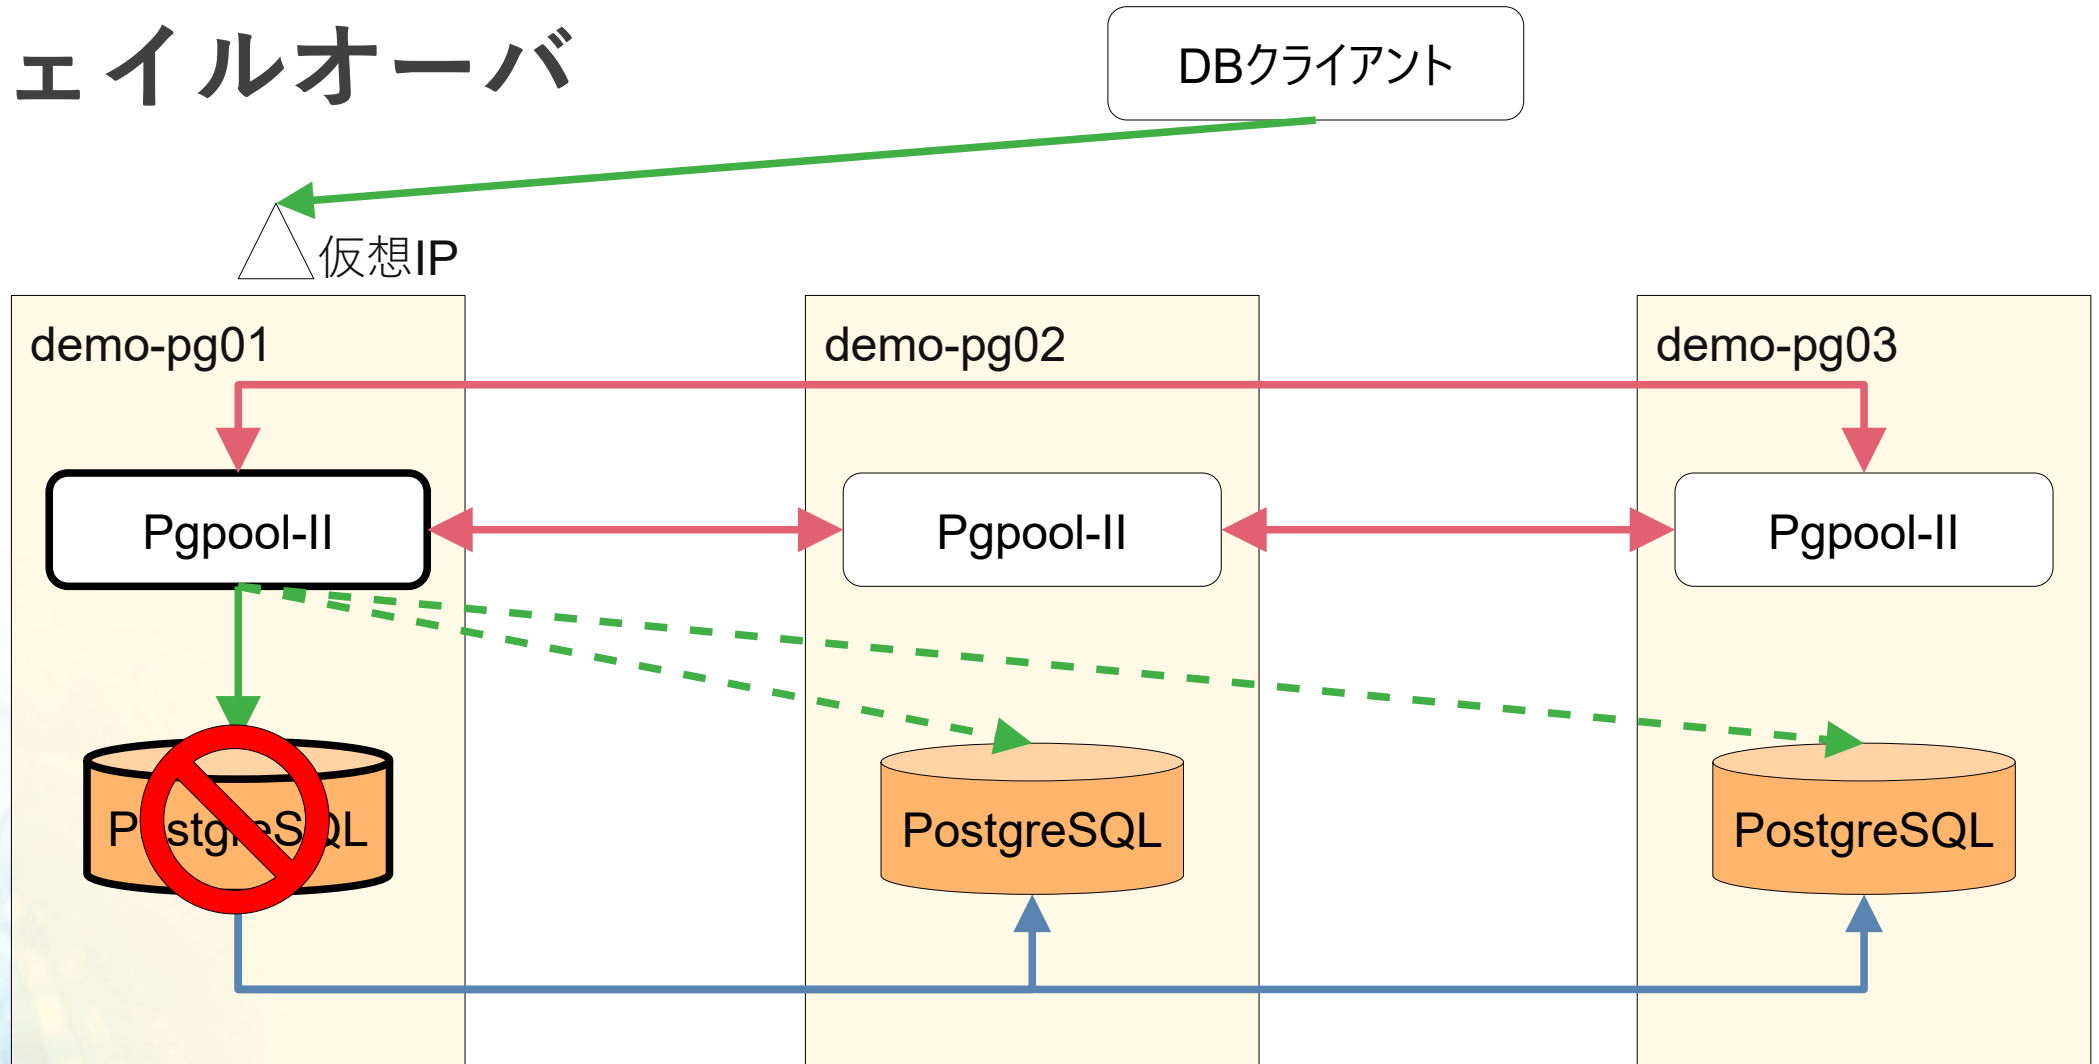 ェイルオーバ
DBクライアント
仮想IP
demo-pg01
demo-pg02
demo-pg03
Pgpool-II
Pgpool-II
Pgpool-II
PostgreSQL
PostgreSQL
PostgreSQL